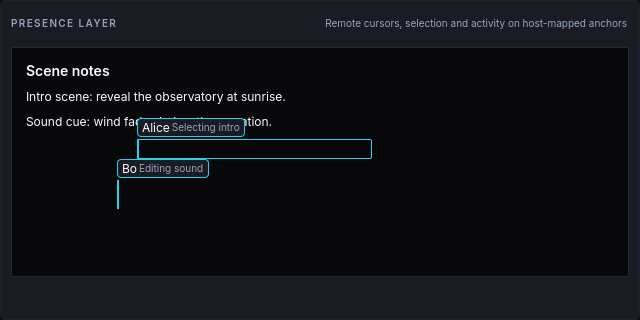 PRESENCE LAYER
Remote cursors, selection and activity on host-mapped anchors
Scene notes
Intro scene: reveal the observatory at sunrise.
Sound cue: wind
Alice Selecting intro
Bo Editing sound